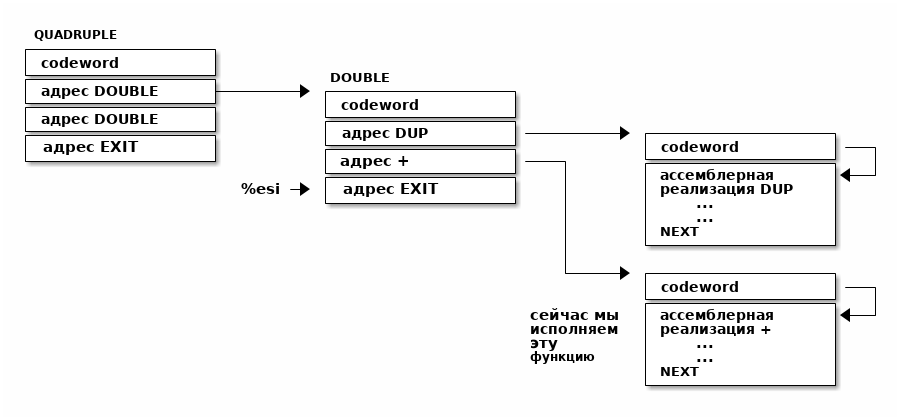 QUADRUPLE
codeword
адрес DOUBLE
адрес DOUBLE
адрес EXIT
DOUBLE
codeword
адрес DUP
адрес +
%esi
адрес EXIT
codeword
ассемблерная
реализация DUP
...
...
NEXT
сейчас мы
исполняем
эту
функцию
codeword
ассемблерная
реализация +
...
...
NEXT